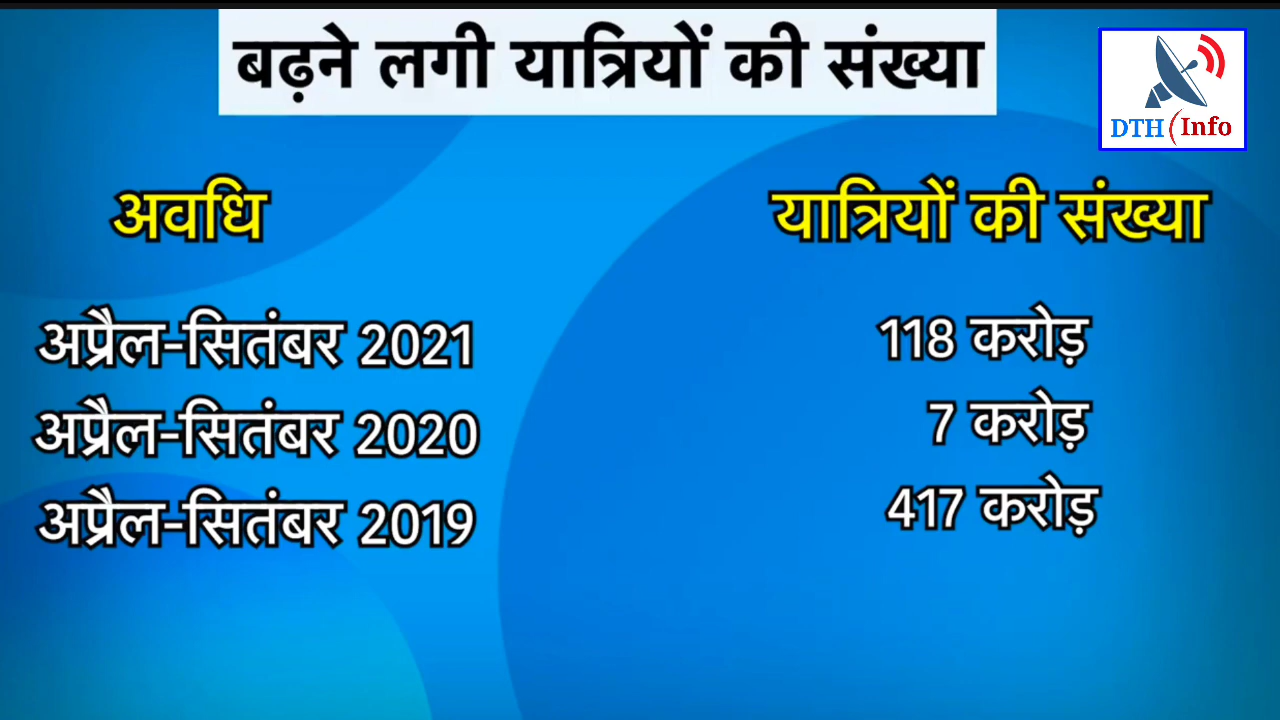 बढ़ने लगी यात्रियों की संख्या
DTH Info
अवधि यात्रियों की संख्या
अप्रैल-सितंबर 2021 118 करोड़
अप्रैल-सितंबर 2020 7 करोड़
अप्रैल-सितंबर 2019 417 करोड़